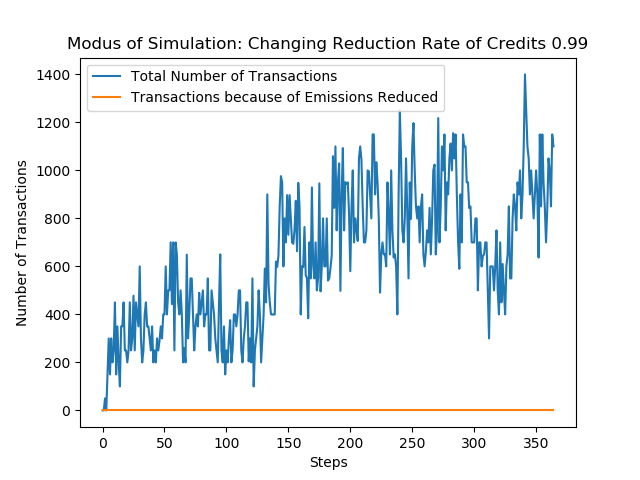 Modus of Simulation: Changing Reduction Rate of Credits 0.99
Total Number of Transactions
Transactions because of Emissions Reduced
Number of Transactions
1400
1200
1000
800
600
400
200
0
0 50 100 150 200 250 300 350
Steps